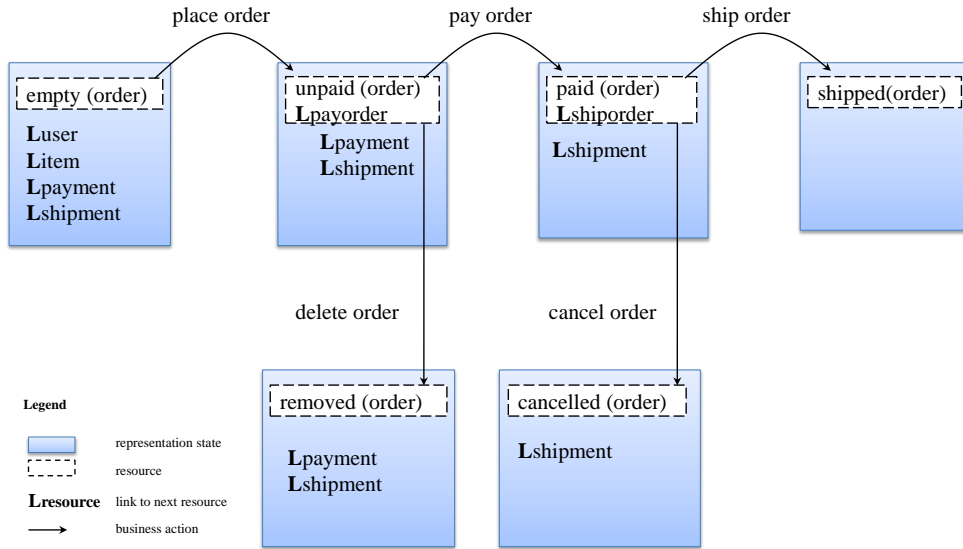 place order
pay order
ship order
empty (order)
Luser
Litem
Lpayment
Lshipment
unpaid (order)
Lpayorder
Lpayment
Lshipment
paid (order)
Lshiporder
Lshipment
shipped(order)
delete order
cancel order
removed (order)
Lpayment
Lshipment
cancelled (order)
Lshipment
Legend
representation state
resource
Lresource link to next resource
business action